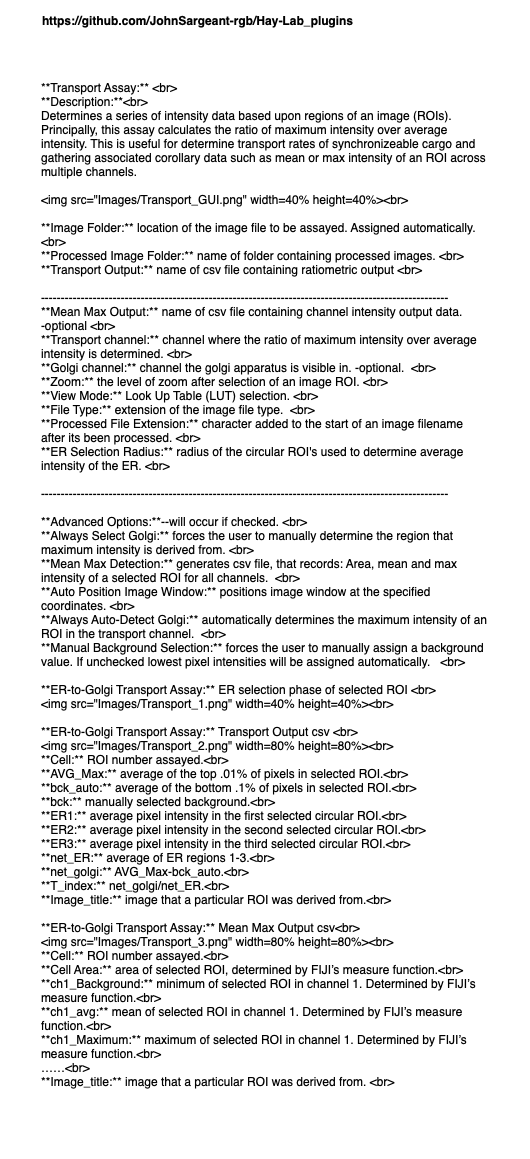 https://github.com/JohnSargeant-rgb/Hay-Lab_plugins
**Transport Assay:** <br>
**Description:**<br>
Determines a series of intensity data based upon regions of an image (ROIs).
Principally, this assay calculates the ratio of maximum intensity over average
intensity. This is useful for determine transport rates of synchronizeable cargo and
gathering associated corollary data such as mean or max intensity of an ROI across
multiple channels.
<img src="Images/Transport_GUI.png" width=40% height=40%><br>
**Image Folder:** location of the image file to be assayed. Assigned automatically.
<br>
**Processed Image Folder:** name of folder containing processed images. <br>
**Transport Output:** name of csv file containing ratiometric output <br>
-------------------------------------------------------------------------------------------------------
**Mean Max Output:** name of csv file containing channel intensity output data.
-optional <br>
**Transport channel:** channel where the ratio of maximum intensity over average
intensity is determined. <br>
**Golgi channel:** channel the golgi apparatus is visible in. -optional.  <br>
**Zoom:** the level of zoom after selection of an image ROI. <br>
**View Mode:** Look Up Table (LUT) selection. <br>
**File Type:** extension of the image file type.  <br>
**Processed File Extension:** character added to the start of an image filename
after its been processed. <br>
**ER Selection Radius:** radius of the circular ROI's used to determine average
intensity of the ER. <br>
-------------------------------------------------------------------------------------------------------
**Advanced Options:**--will occur if checked. <br>
**Always Select Golgi:** forces the user to manually determine the region that
maximum intensity is derived from. <br>
**Mean Max Detection:** generates csv file, that records: Area, mean and max
intensity of a selected ROI for all channels.  <br>
**Auto Position Image Window:** positions image window at the specified
coordinates. <br>
**Always Auto-Detect Golgi:** automatically determines the maximum intensity of an
ROI in the transport channel.  <br>
**Manual Background Selection:** forces the user to manually assign a background
value. If unchecked lowest pixel intensities will be assigned automatically.   <br>
**ER-to-Golgi Transport Assay:** ER selection phase of selected ROI <br>
<img src="Images/Transport_1.png" width=40% height=40%><br>
**ER-to-Golgi Transport Assay:** Transport Output csv <br>
<img src="Images/Transport_2.png" width=80% height=80%><br>
**Cell:** ROI number assayed.<br>
**AVG_Max:** average of the top .01% of pixels in selected ROI.<br>
**bck_auto:** average of the bottom .1% of pixels in selected ROI.<br>
**bck:** manually selected background.<br>
**ER1:** average pixel intensity in the first selected circular ROI.<br>
**ER2:** average pixel intensity in the second selected circular ROI.<br>
**ER3:** average pixel intensity in the third selected circular ROI.<br>
**net_ER:** average of ER regions 1-3.<br>
**net_golgi:** AVG_Max-bck_auto.<br>
**T_index:** net_golgi/net_ER.<br>
**Image_title:** image that a particular ROI was derived from.<br>
**ER-to-Golgi Transport Assay:** Mean Max Output csv<br>
<img src="Images/Transport_3.png" width=80% height=80%><br>
**Cell:** ROI number assayed.<br>
**Cell Area:** area of selected ROI, determined by FIJI’s measure function.<br>
**ch1_Background:** minimum of selected ROI in channel 1. Determined by FIJI’s
measure function.<br>
**ch1_avg:** mean of selected ROI in channel 1. Determined by FIJI’s measure
function.<br>
**ch1_Maximum:** maximum of selected ROI in channel 1. Determined by FIJI’s
measure function.<br>
……<br>
**Image_title:** image that a particular ROI was derived from. <br>